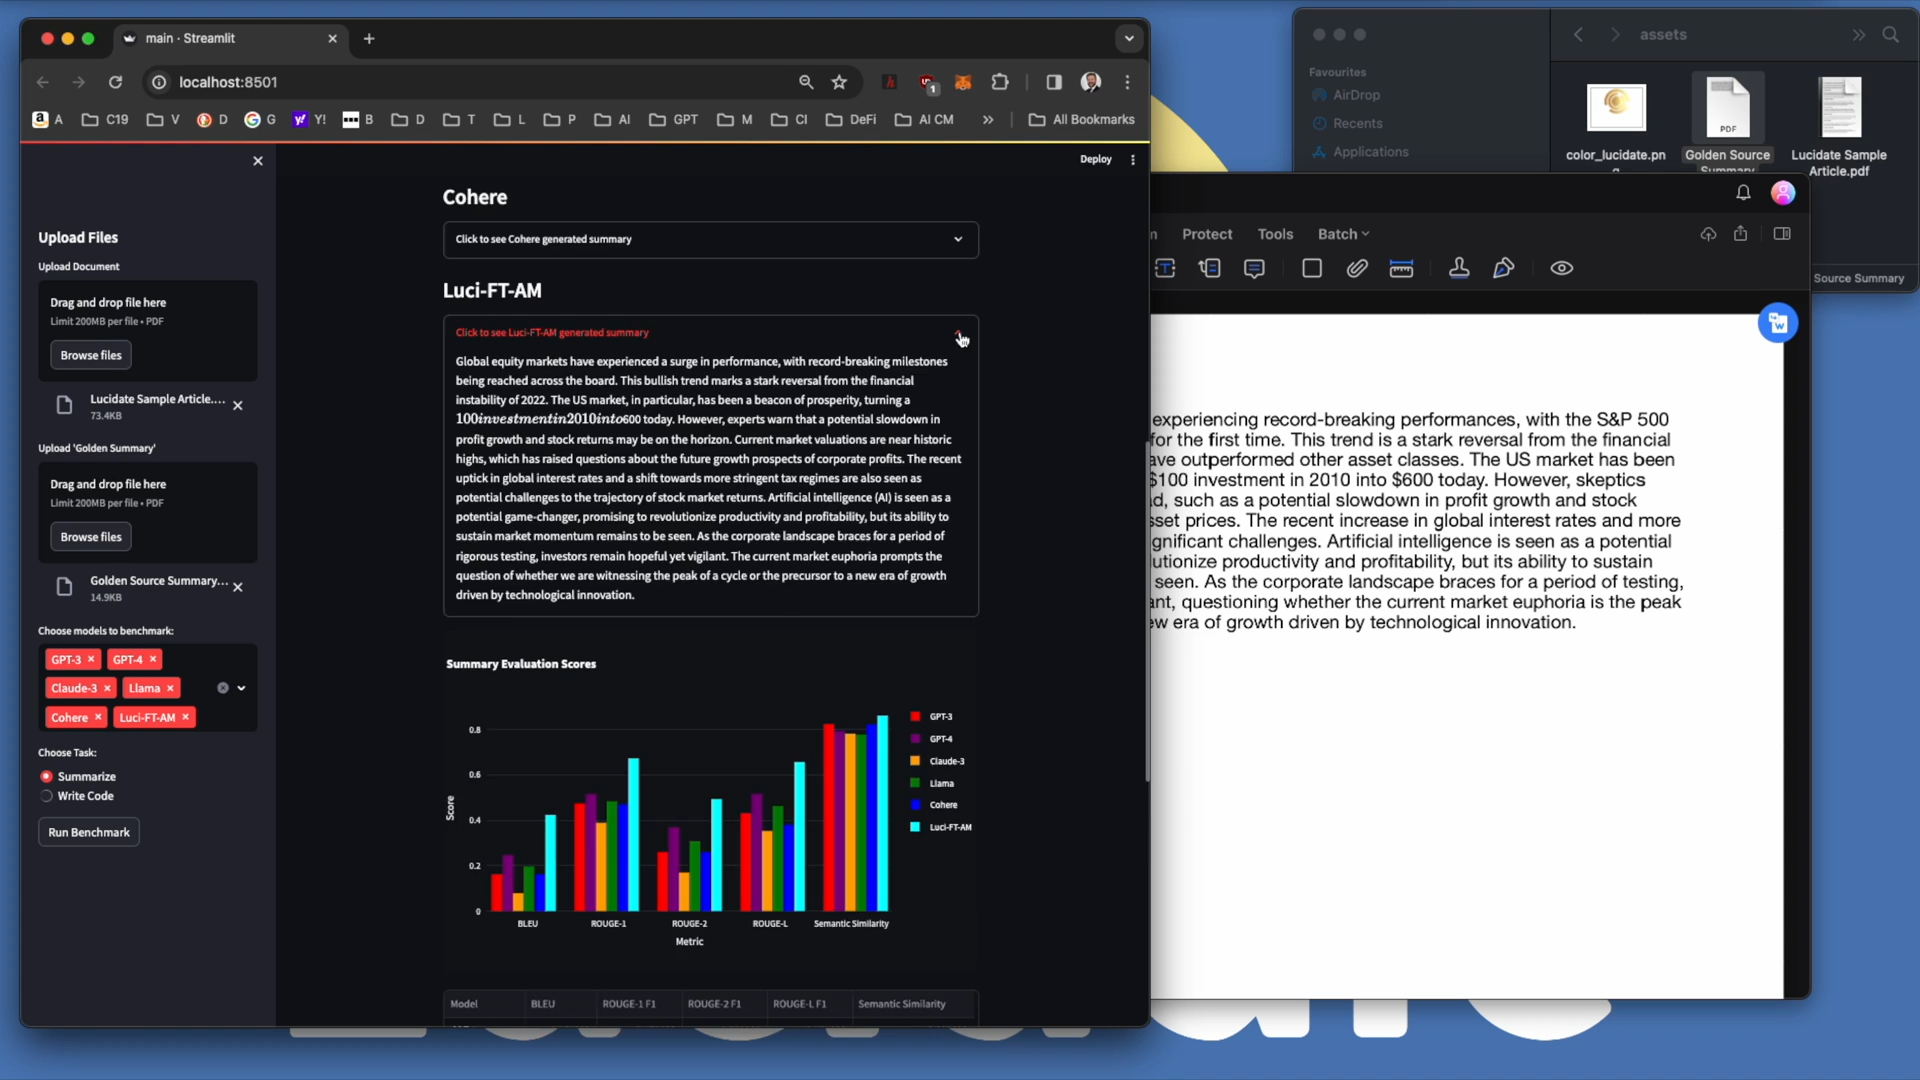 main · Streamlit
localhost:8501
1
A
C19
V
D
G
Y!
B
D
T
L
P
AI
GPT
M
CI
DeFi
AI CM
All Bookmarks
Deploy
Upload Files
Upload Document
Drag and drop file here
Limit 200MB per file • PDF
Browse files
Lucidate Sample Article....
73.4KB
Upload 'Golden Summary'
Drag and drop file here
Limit 200MB per file • PDF
Browse files
Golden Source Summary...
14.9KB
Choose models to benchmark:
GPT-3
GPT-4
Claude-3
Llama
Cohere
Luci-FT-AM
Choose Task:
Summarize
Write Code
Run Benchmark
Cohere
Click to see Cohere generated summary
Luci-FT-AM
Click to see Luci-FT-AM generated summary
Global equity markets have experienced a surge in performance, with record-breaking milestones
being reached across the board. This bullish trend marks a stark reversal from the financial
instability of 2022. The US market, in particular, has been a beacon of prosperity, turning a
100investmentin2010into600 today. However, experts warn that a potential slowdown in
profit growth and stock returns may be on the horizon. Current market valuations are near historic
highs, which has raised questions about the future growth prospects of corporate profits. The recent
uptick in global interest rates and a shift towards more stringent tax regimes are also seen as
potential challenges to the trajectory of stock market returns. Artificial intelligence (AI) is seen as a
potential game-changer, promising to revolutionize productivity and profitability, but its ability to
sustain market momentum remains to be seen. As the corporate landscape braces for a period of
rigorous testing, investors remain hopeful yet vigilant. The current market euphoria prompts the
question of whether we are witnessing the peak of a cycle or the precursor to a new era of growth
driven by technological innovation.
Summary Evaluation Scores
0.8
0.6
0.4
0.2
0
Score
BLEU
ROUGE-1
ROUGE-2
ROUGE-L
Semantic Similarity
Metric
GPT-3
GPT-4
Claude-3
Llama
Cohere
Luci-FT-AM
Model
BLEU
ROUGE-1 F1
ROUGE-2 F1
ROUGE-L F1
Semantic Similarity
Favourites
AirDrop
Recents
Applications
assets
color_lucidate.pn
PDF
Golden Source
Summary
Lucidate Sample
Article.pdf
Source Summary
Protect
Tools
Batch
experiencing record-breaking performances, with the S&P 500
for the first time. This trend is a stark reversal from the financial
ave outperformed other asset classes. The US market has been
$100 investment in 2010 into $600 today. However, skeptics
d, such as a potential slowdown in profit growth and stock
sset prices. The recent increase in global interest rates and more
gnificant challenges. Artificial intelligence is seen as a potential
lutionize productivity and profitability, but its ability to sustain
seen. As the corporate landscape braces for a period of testing,
ant, questioning whether the current market euphoria is the peak
ew era of growth driven by technological innovation.